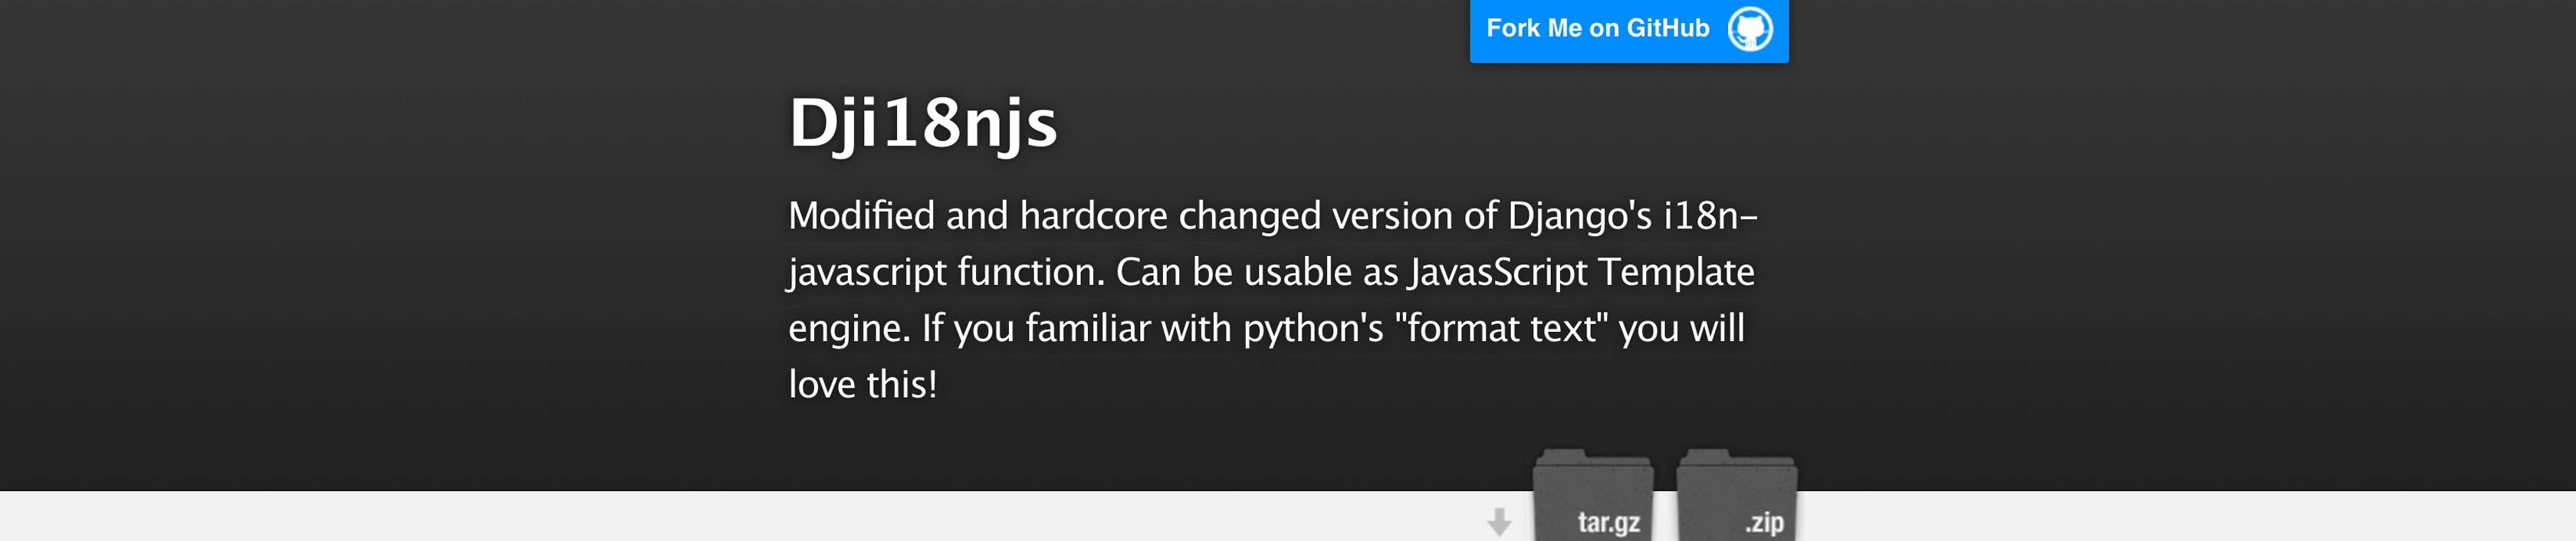 Fork Me on GitHub
Dji18njs
Modified and hardcore changed version of Django's i18n-
javascript function. Can be usable as JavasScript Template
engine. If you familiar with python's "format text" you will
love this!
tar.gz .zip